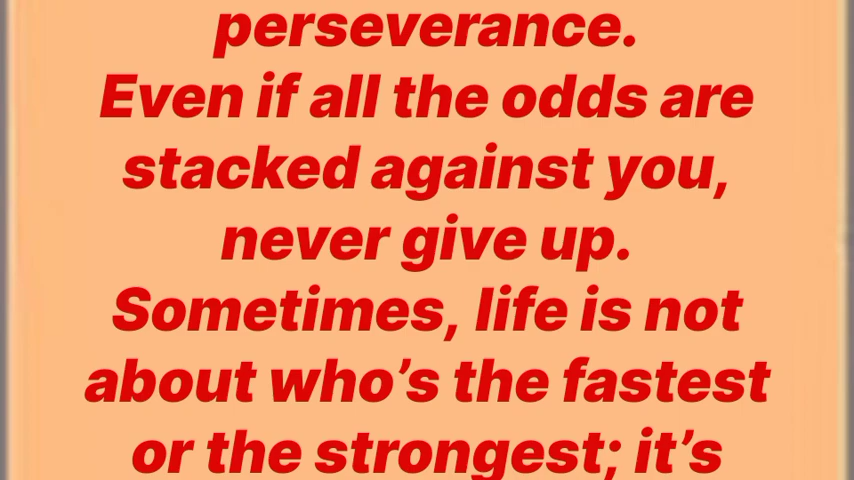 perseverance.
Even if all the odds are
stacked against you,
never give up.
Sometimes, life is not
about who’s the fastest
or the strongest; it’s